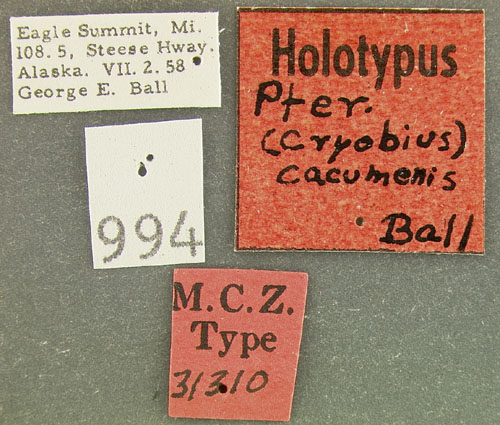 Eagle Summit, Mi.
108.5, Steese Hway.
Alaska. VII. 2. 58
George E. Ball
Holotypus
Pter.
(Cryobius)
cacumenis
Ball
994
M.C.Z.
Type
31310